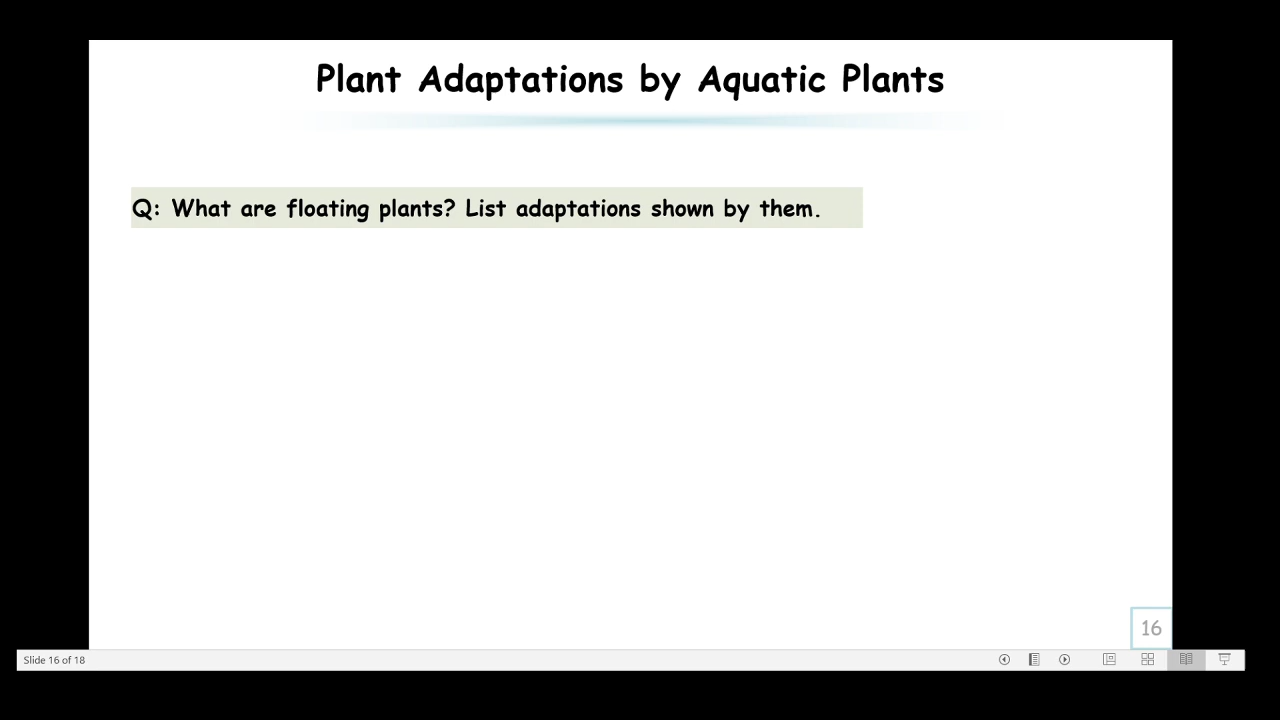 Plant Adaptations by Aquatic Plants
Q: What are floating plants? List adaptations shown by them.
16
Slide 16 of 18